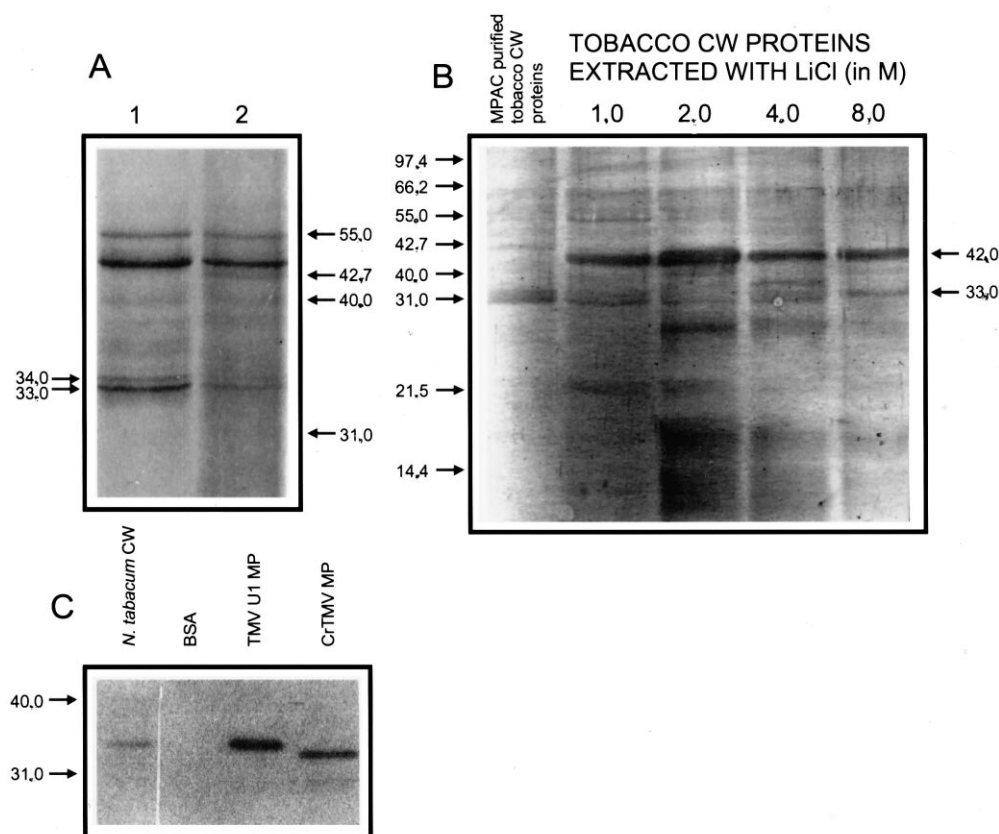 A
1 2
55,0
42,7
40,0
34,0
33,0
31,0
B
MPAC purified
tobacco CW
proteins
TOBACCO CW PROTEINS
EXTRACTED WITH LiCl (in M)
1,0 2,0 4,0 8,0
97,4
66,2
55,0
42,7
40,0
31,0
21,5
14,4
42,0
33,0
C
N. tabacum CW
BSA
TMV U1 MP
CrTMV MP
40,0
31,0